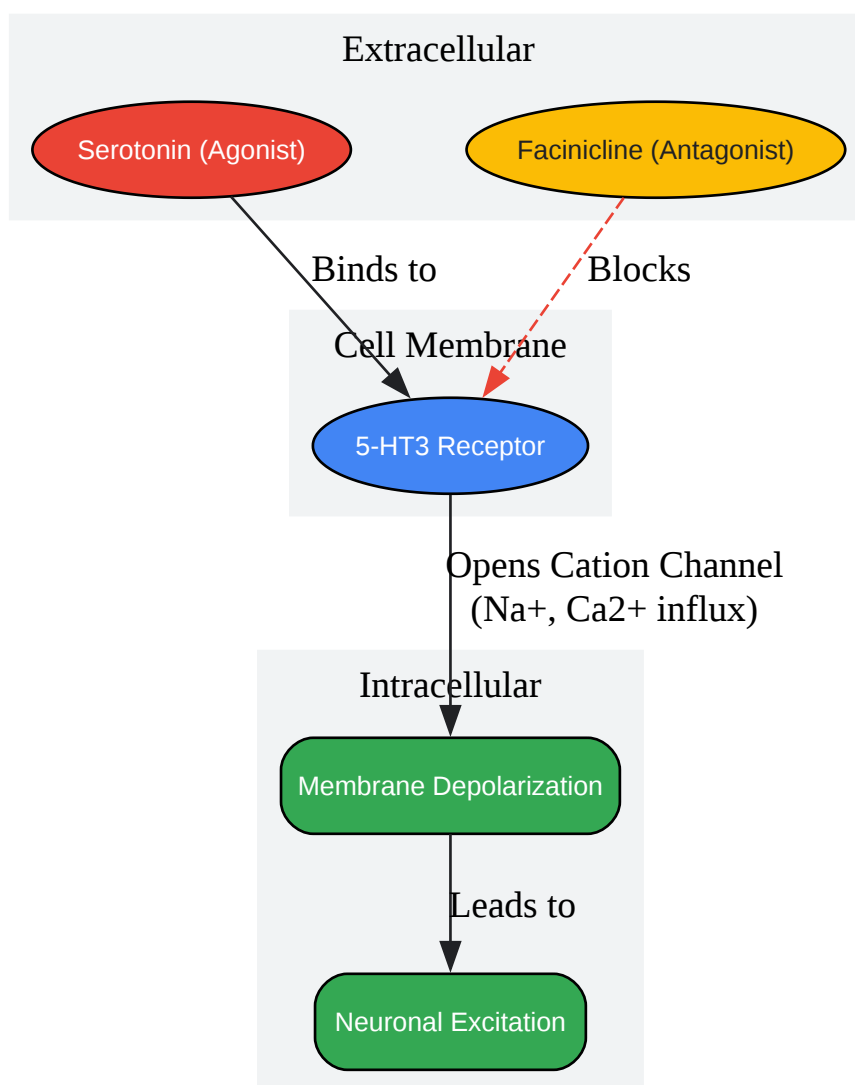 Extracellular
Serotonin (Agonist)
Facinicline (Antagonist)
Binds to
Blocks
Cell Membrane
5-HT3 Receptor
Opens Cation Channel
(Na+, Ca2+ influx)
Intracellular
Membrane Depolarization
Leads to
Neuronal Excitation